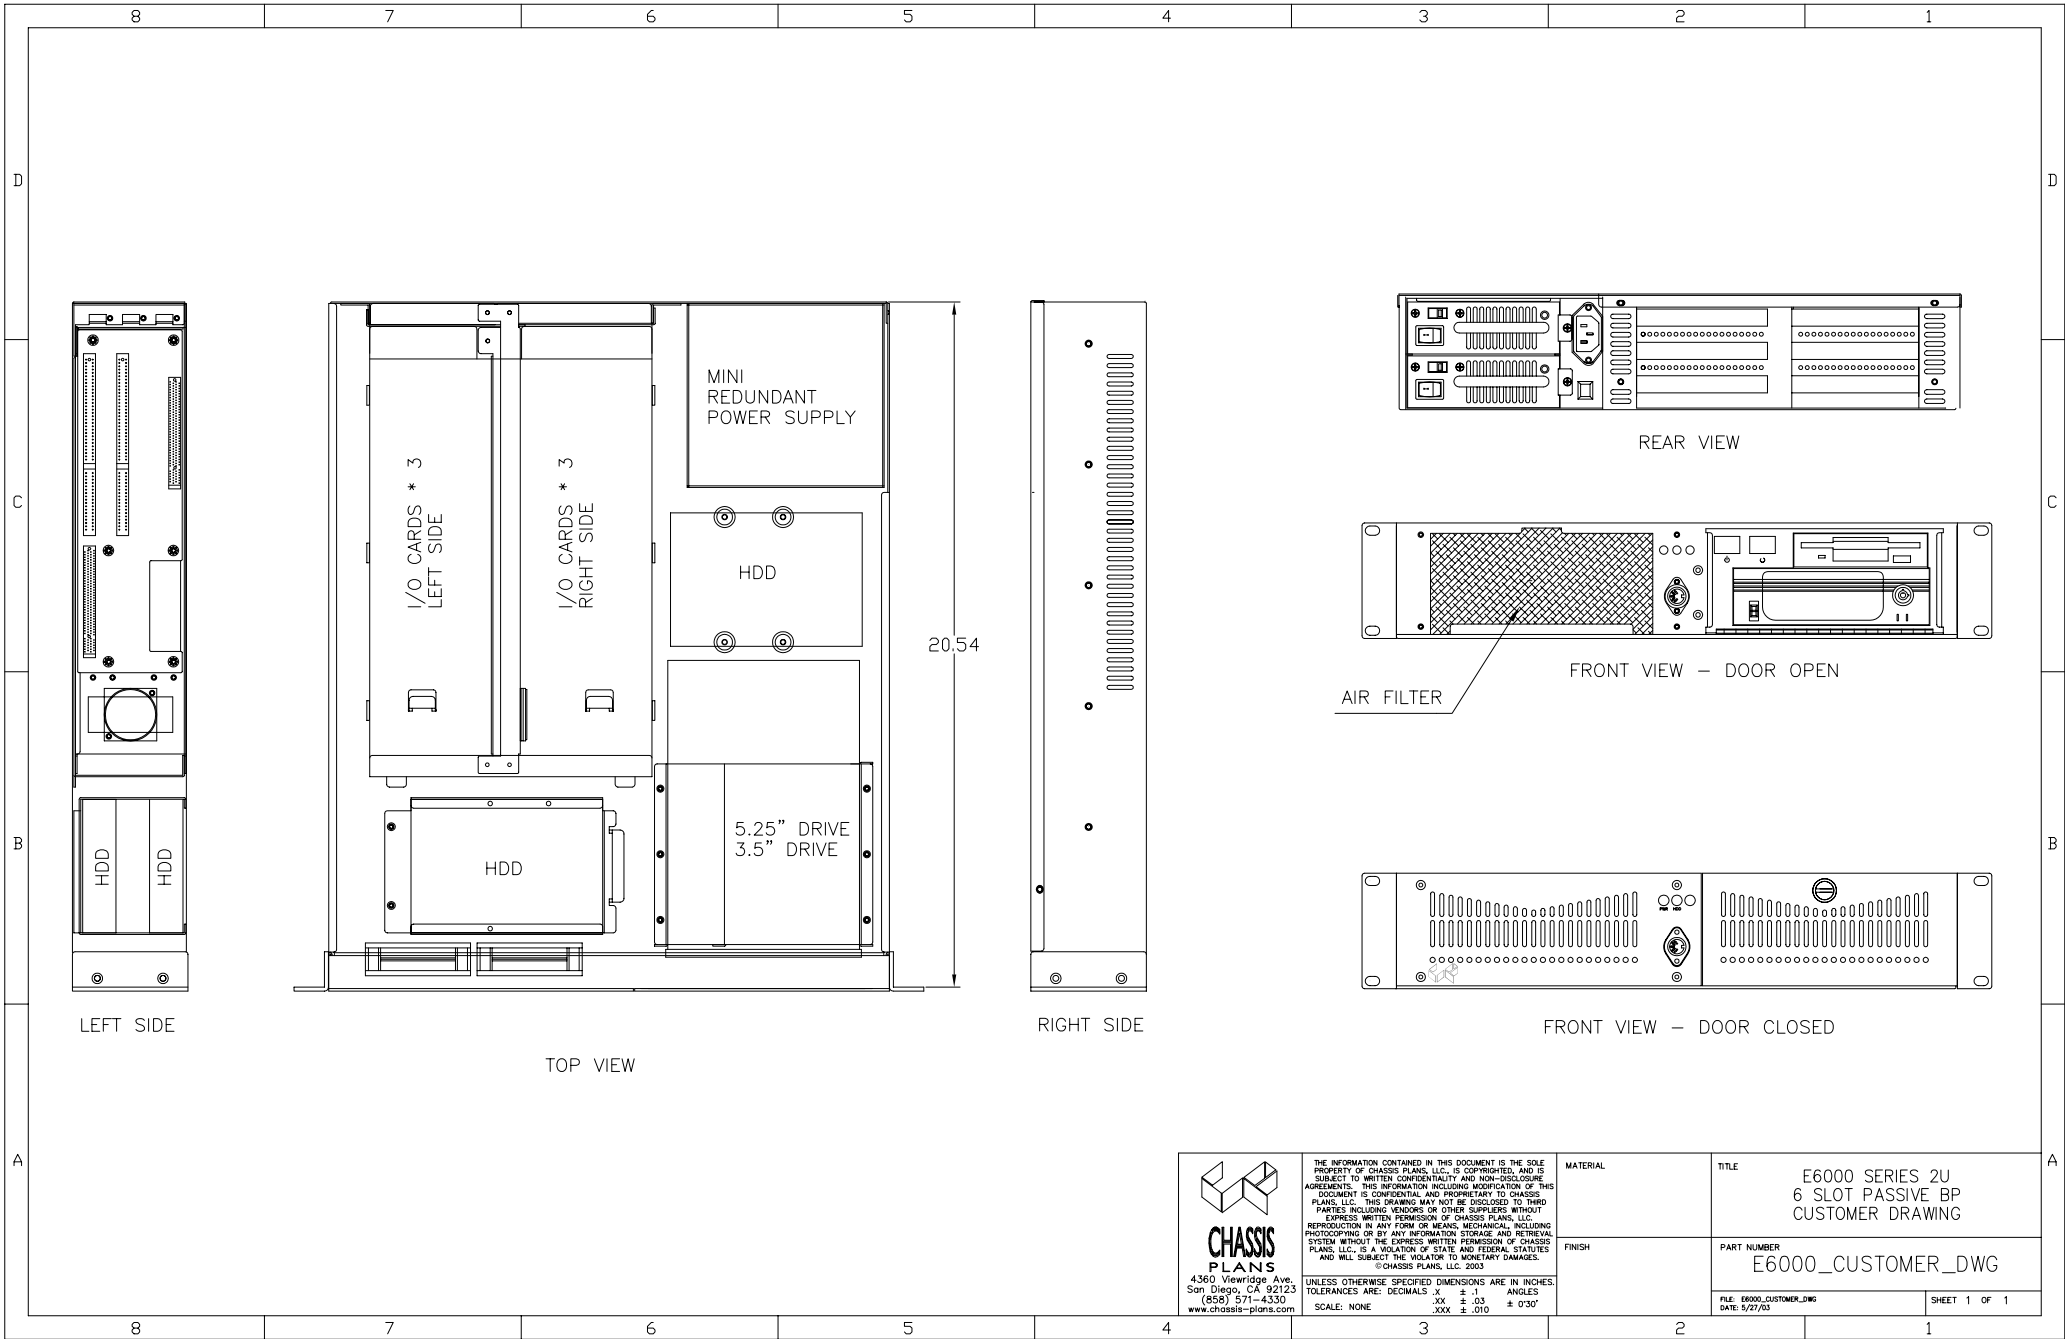 8 7 6 5 4 3 2 1
D D
C C
B B
A A
MINI
REDUNDANT
POWER SUPPLY
I/O CARDS * 3
LEFT SIDE
I/O CARDS * 3
RIGHT SIDE
HDD
20.54
5.25" DRIVE
3.5" DRIVE
HDD
HDD
HDD
LEFT SIDE
TOP VIEW
RIGHT SIDE
REAR VIEW
FRONT VIEW – DOOR OPEN
AIR FILTER
PWR HDD
FRONT VIEW – DOOR CLOSED
CHASSIS
PLANS
4360 Viewridge Ave.
San Diego, CA 92123
(858) 571-4330
www.chassis-plans.com
THE INFORMATION CONTAINED IN THIS DOCUMENT IS THE SOLE
PROPERTY OF CHASSIS PLANS, LLC., IS COPYRIGHTED, AND IS
SUBJECT TO WRITTEN CONFIDENTIALITY AND NON-DISCLOSURE
AGREEMENTS. THIS INFORMATION INCLUDING MODIFICATION OF THIS
DOCUMENT IS CONFIDENTIAL AND PROPRIETARY TO CHASSIS
PLANS, LLC. THIS DRAWING MAY NOT BE DISCLOSED TO THIRD
PARTIES INCLUDING VENDORS OR OTHER SUPPLIERS WITHOUT
EXPRESS WRITTEN PERMISSION OF CHASSIS PLANS, LLC.
REPRODUCTION IN ANY FORM OR MEANS, MECHANICAL, INCLUDING
PHOTOCOPYING OR BY ANY INFORMATION STORAGE AND RETRIEVAL
SYSTEM WITHOUT THE EXPRESS WRITTEN PERMISSION OF CHASSIS
PLANS, LLC., IS A VIOLATION OF STATE AND FEDERAL STATUTES
AND WILL SUBJECT THE VIOLATOR TO MONETARY DAMAGES.
©CHASSIS PLANS, LLC. 2003
UNLESS OTHERWISE SPECIFIED DIMENSIONS ARE IN INCHES.
TOLERANCES ARE: DECIMALS .X ± .1 ANGLES
.XX ± .03 ± 0°30'
SCALE: NONE .XXX ± .010
MATERIAL
FINISH
TITLE
E6000 SERIES 2U
6 SLOT PASSIVE BP
CUSTOMER DRAWING
PART NUMBER
E6000_CUSTOMER_DWG
FILE: E6000_CUSTOMER_DWG
DATE: 5/27/03
SHEET 1 OF 1
8 7 6 5 4 3 2 1